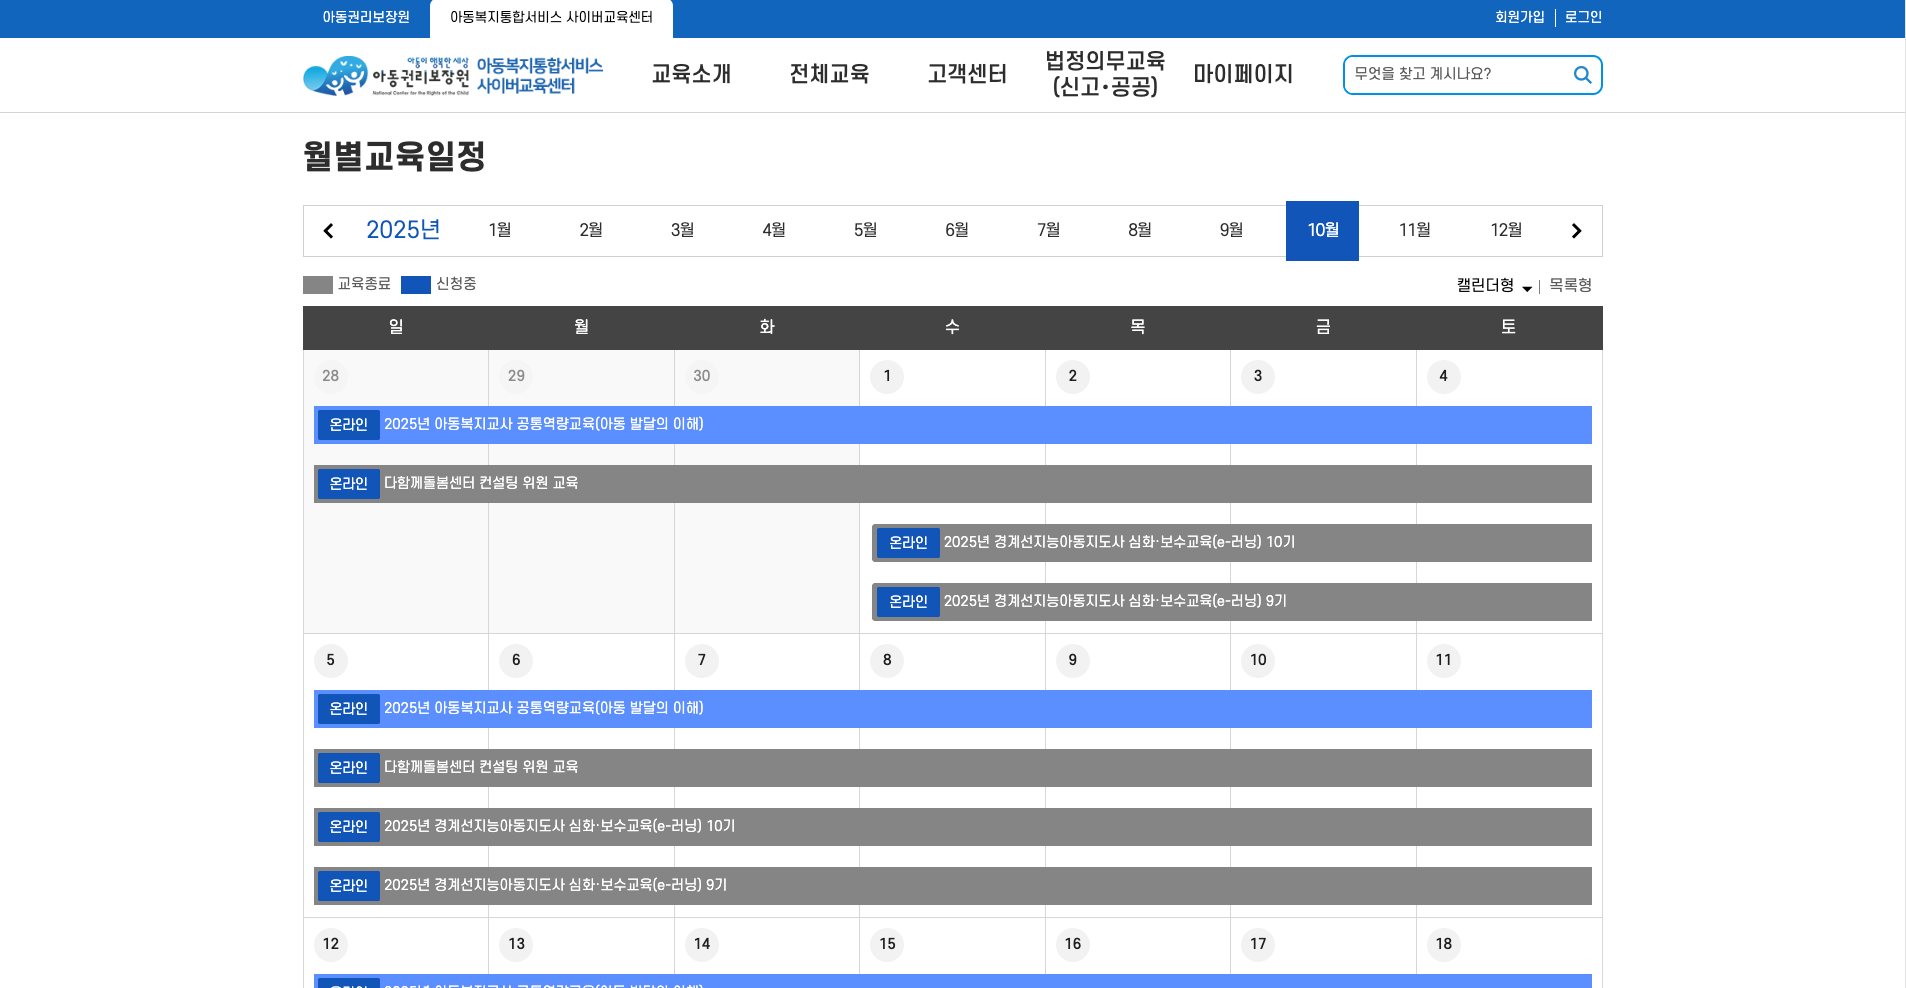 아동권리보장원
아동복지통합서비스 사이버교육센터
회원가입
로그인
아동이 행복한 세상
아동권리보장원
National Center for the Rights of the Child
아동복지통합서비스
사이버교육센터
교육소개
전체교육
고객센터
법정의무교육
(신고·공공)
마이페이지
무엇을 찾고 계시나요?
월별교육일정
2025년 1월 2월 3월 4월 5월 6월 7월 8월 9월 10월 11월 12월
교육종료 신청중
캘린더형 목록형
일 월 화 수 목 금 토
28 29 30 1 2 3 4
온라인 2025년 아동복지교사 공통역량교육(아동 발달의 이해)
온라인 다함께돌봄센터 컨설팅 위원 교육
온라인 2025년 경계선지능아동지도사 심화·보수교육(e-러닝) 10기
온라인 2025년 경계선지능아동지도사 심화·보수교육(e-러닝) 9기
5 6 7 8 9 10 11
온라인 2025년 아동복지교사 공통역량교육(아동 발달의 이해)
온라인 다함께돌봄센터 컨설팅 위원 교육
온라인 2025년 경계선지능아동지도사 심화·보수교육(e-러닝) 10기
온라인 2025년 경계선지능아동지도사 심화·보수교육(e-러닝) 9기
12 13 14 15 16 17 18